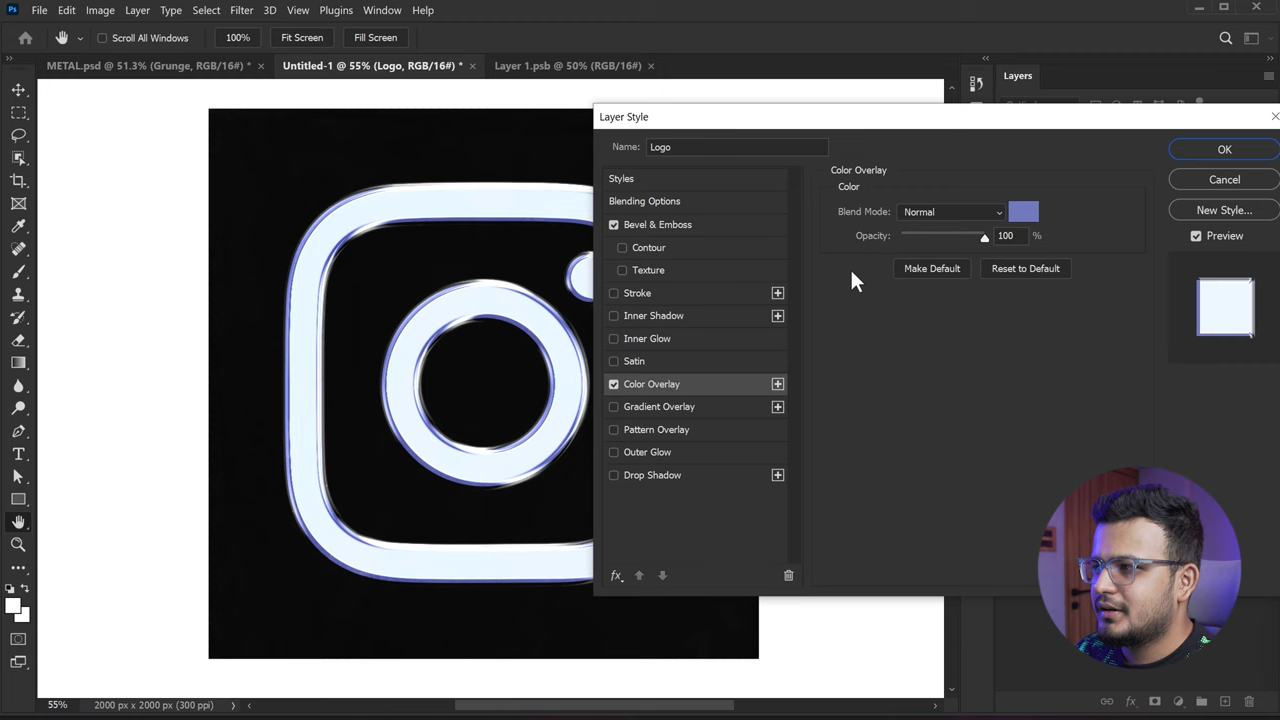 Ps File Edit Image Layer Type Select Filter 3D View Plugins Window Help
Scroll All Windows 100% Fit Screen Fill Screen
METAL.psd @ 51.3% (Grunge, RGB/16#) * × Untitled-1 @ 55% (Logo, RGB/16#) * × Layer 1.psb @ 50% (RGB/16#) ×
Layers
Layer Style
Name: Logo
Styles
Blending Options
Bevel & Emboss
Contour
Texture
Stroke
Inner Shadow
Inner Glow
Satin
Color Overlay
Gradient Overlay
Pattern Overlay
Outer Glow
Drop Shadow
fx
Color Overlay
Color
Blend Mode: Normal
Opacity: 100 %
Make Default Reset to Default
OK
Cancel
New Style...
Preview
T
55% 2000 px x 2000 px (300 ppi)
fx